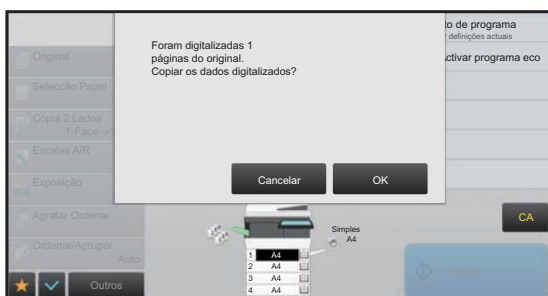 to de programa
definições actuais
Original
Activar programa eco
Foram digitalizadas 1
páginas do original.
Copiar os dados digitalizados?
Selecção Papel
Cópia 2 Lados
1-Face→
Escalas A/R
Exposição
Cancelar
OK
Agrafar Ordenar
Simples
A4
CA
Ordenar/Agrupar
Auto
1 A4
2 A4
3 A4
4 A4
Iniciar
Outros